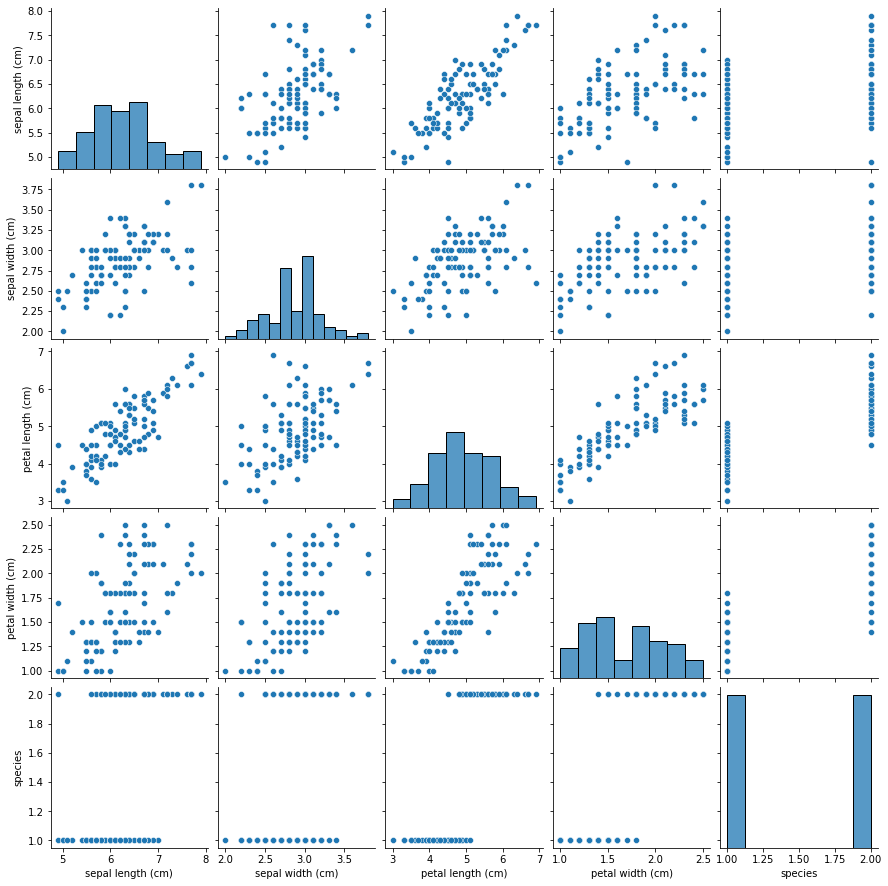 8.0
7.5
7.0
6.5
6.0
5.5
5.0
sepal length (cm)
3.75
3.50
3.25
3.00
2.75
2.50
2.25
2.00
sepal width (cm)
7
6
5
4
3
petal length (cm)
2.50
2.25
2.00
1.75
1.50
1.25
1.00
petal width (cm)
2.0
1.8
1.6
1.4
1.2
1.0
species
5 6 7 8
sepal length (cm)
2.0 2.5 3.0 3.5
sepal width (cm)
3 4 5 6 7
petal length (cm)
1.0 1.5 2.0 2.5
petal width (cm)
1.00 1.25 1.50 1.75 2.00
species